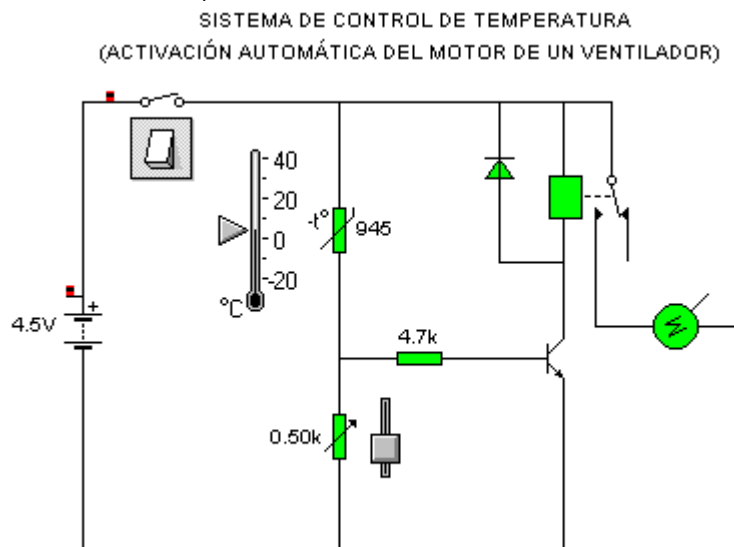 SISTEMA DE CONTROL DE TEMPERATURA
(ACTIVACIÓN AUTOMÁTICA DEL MOTOR DE UN VENTILADOR)
40
20
0
-20
°C
-t°
945
4.5V
+
4.7k
0.50k